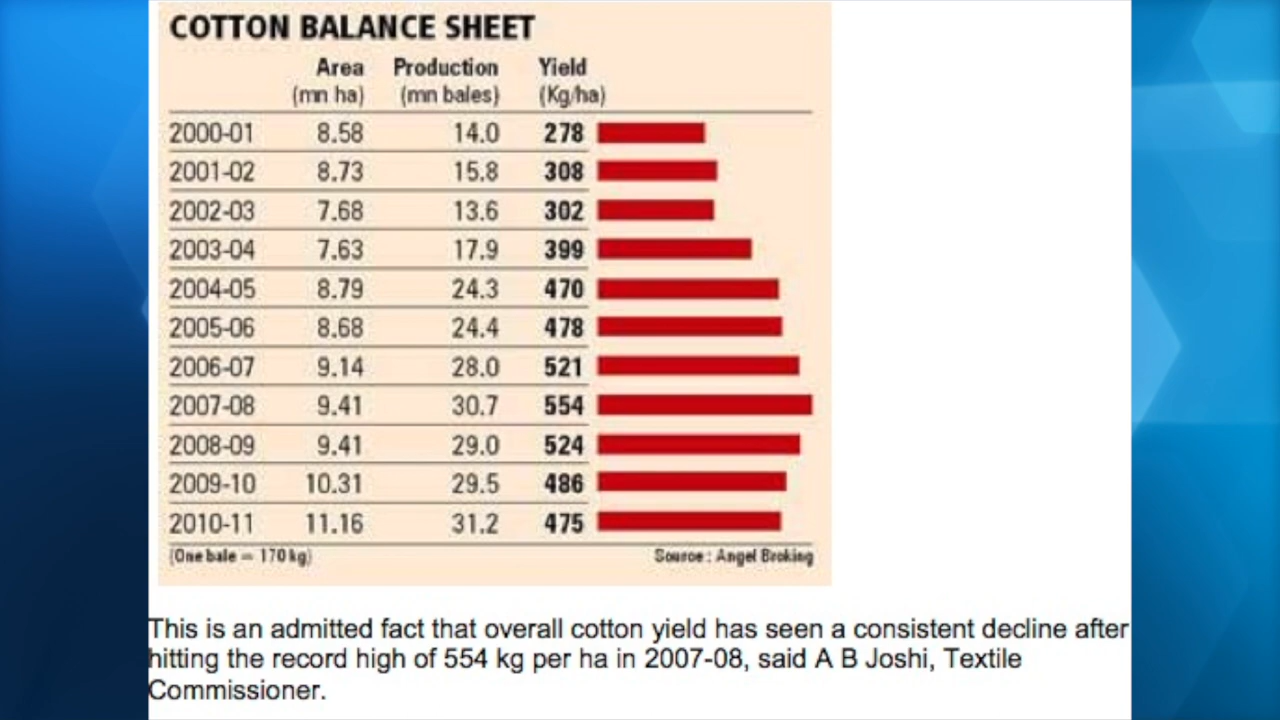 COTTON BALANCE SHEET
Area Production Yield
(mn ha) (mn bales) (Kg/ha)
2000-01 8.58 14.0 278
2001-02 8.73 15.8 308
2002-03 7.68 13.6 302
2003-04 7.63 17.9 399
2004-05 8.79 24.3 470
2005-06 8.68 24.4 478
2006-07 9.14 28.0 521
2007-08 9.41 30.7 554
2008-09 9.41 29.0 524
2009-10 10.31 29.5 486
2010-11 11.16 31.2 475
(One bale = 170 kg) Source : Angel Broking
This is an admitted fact that overall cotton yield has seen a consistent decline after
hitting the record high of 554 kg per ha in 2007-08, said A B Joshi, Textile
Commissioner.